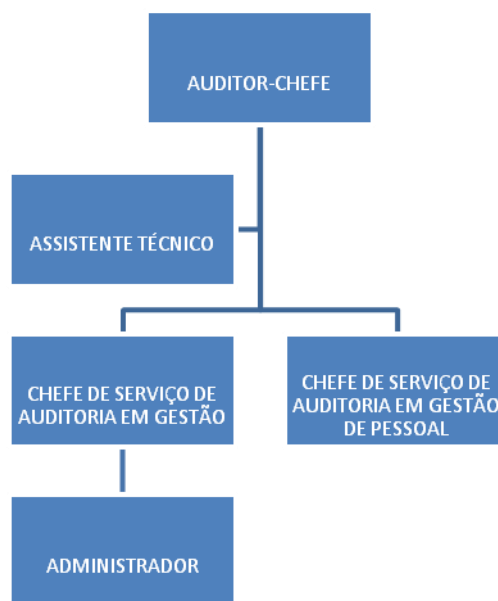 AUDITOR-CHEFE
ASSISTENTE TÉCNICO
CHEFE DE SERVIÇO DE
AUDITORIA EM GESTÃO
CHEFE DE SERVIÇO DE
AUDITORIA EM GESTÃO
DE PESSOAL
ADMINISTRADOR